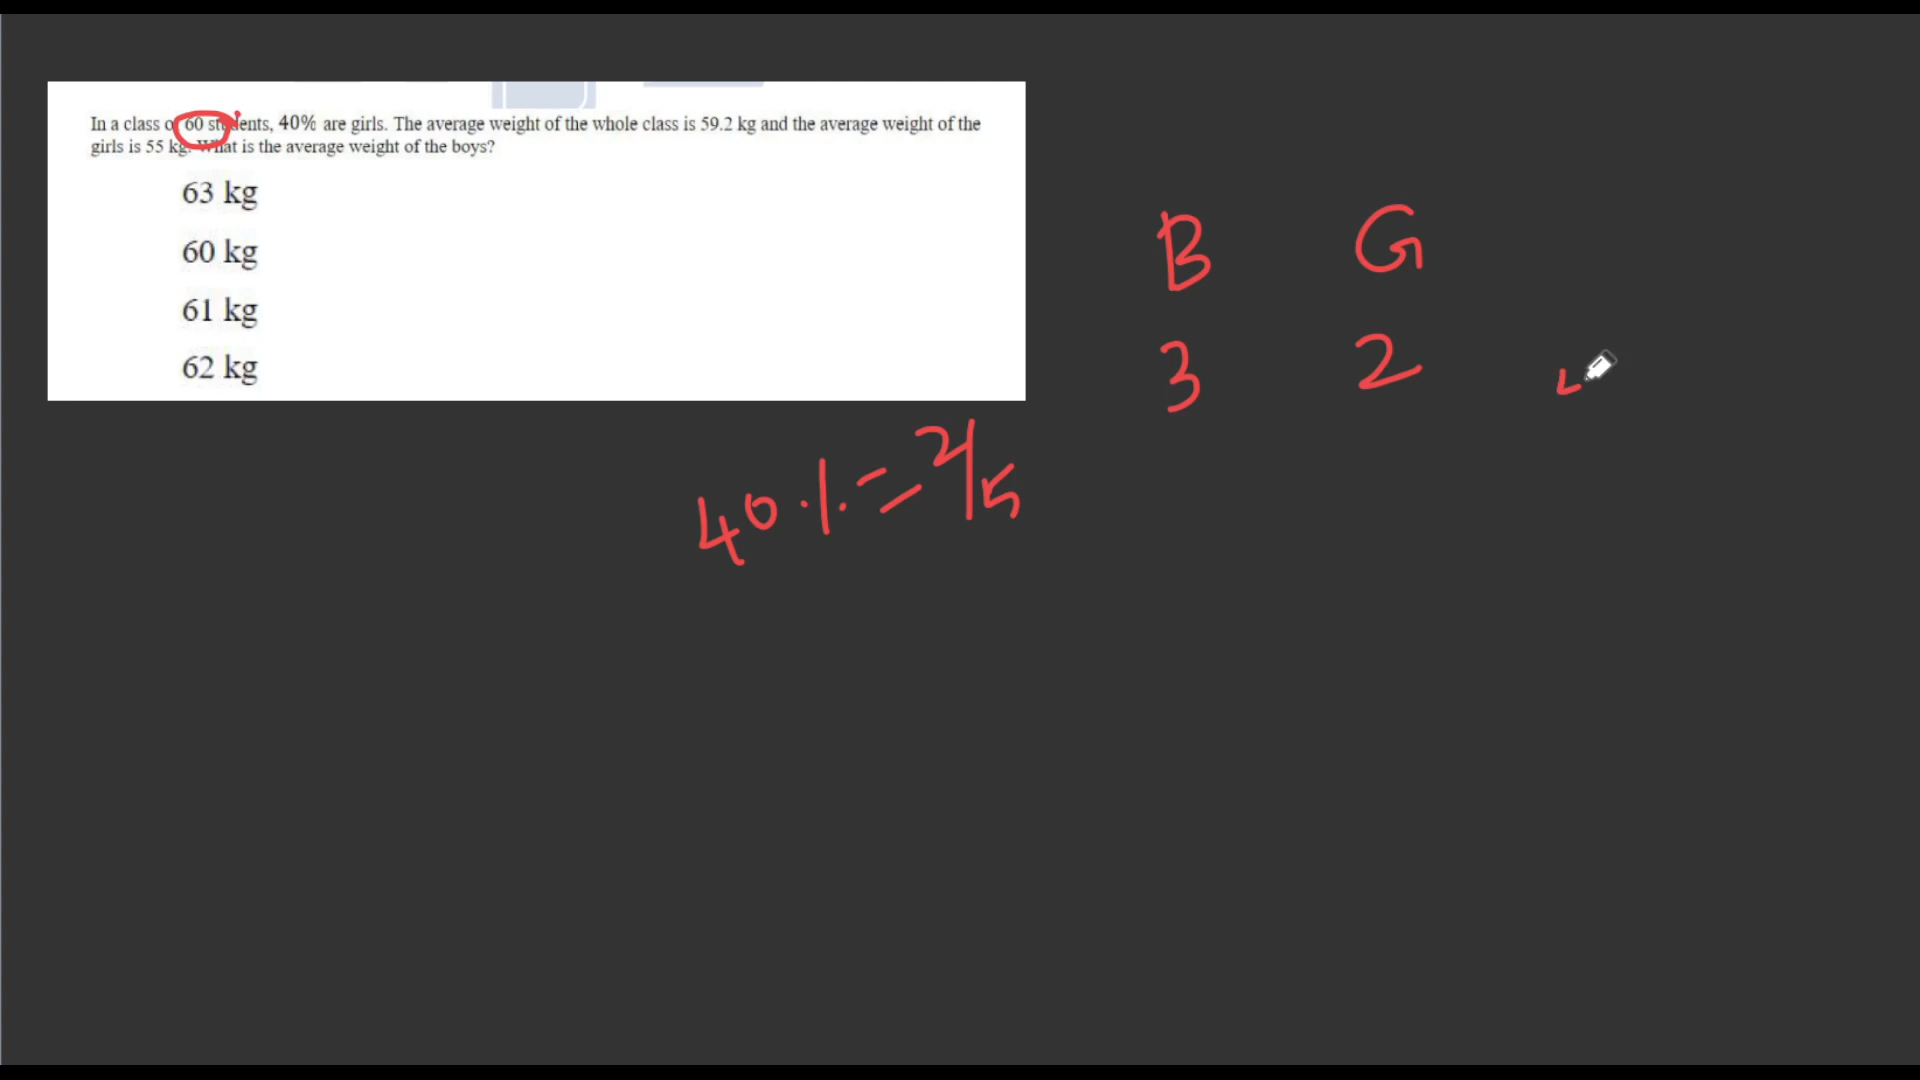 In a class of 60 students, 40% are girls. The average weight of the whole class is 59.2 kg and the average weight of the
girls is 55 kg. What is the average weight of the boys?
63 kg
60 kg
61 kg
62 kg
B G
3 2
40% = 2/5